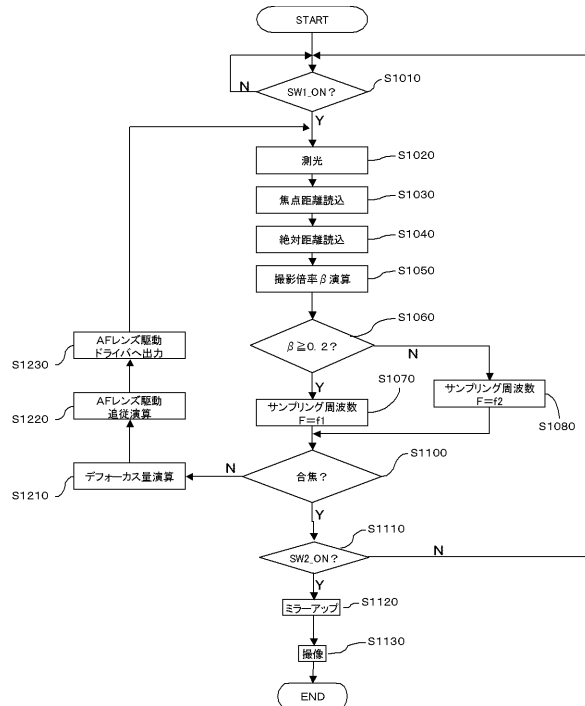 START
SW1_ON?
N
S1010
Y
測光
S1020
焦点距離読込
S1030
絶対距離読込
S1040
撮影倍率β演算
S1050
S1060
β≧0.2?
N
Y
S1070
サンプリング周波数
F=f1
サンプリング周波数
F=f2
S1080
S1100
合焦?
N
Y
デフォーカス量演算
S1210
AFレンズ駆動
追従演算
S1220
AFレンズ駆動
ドライバへ出力
S1230
S1110
SW2_ON?
N
Y
ミラーアップ
S1120
撮像
S1130
END